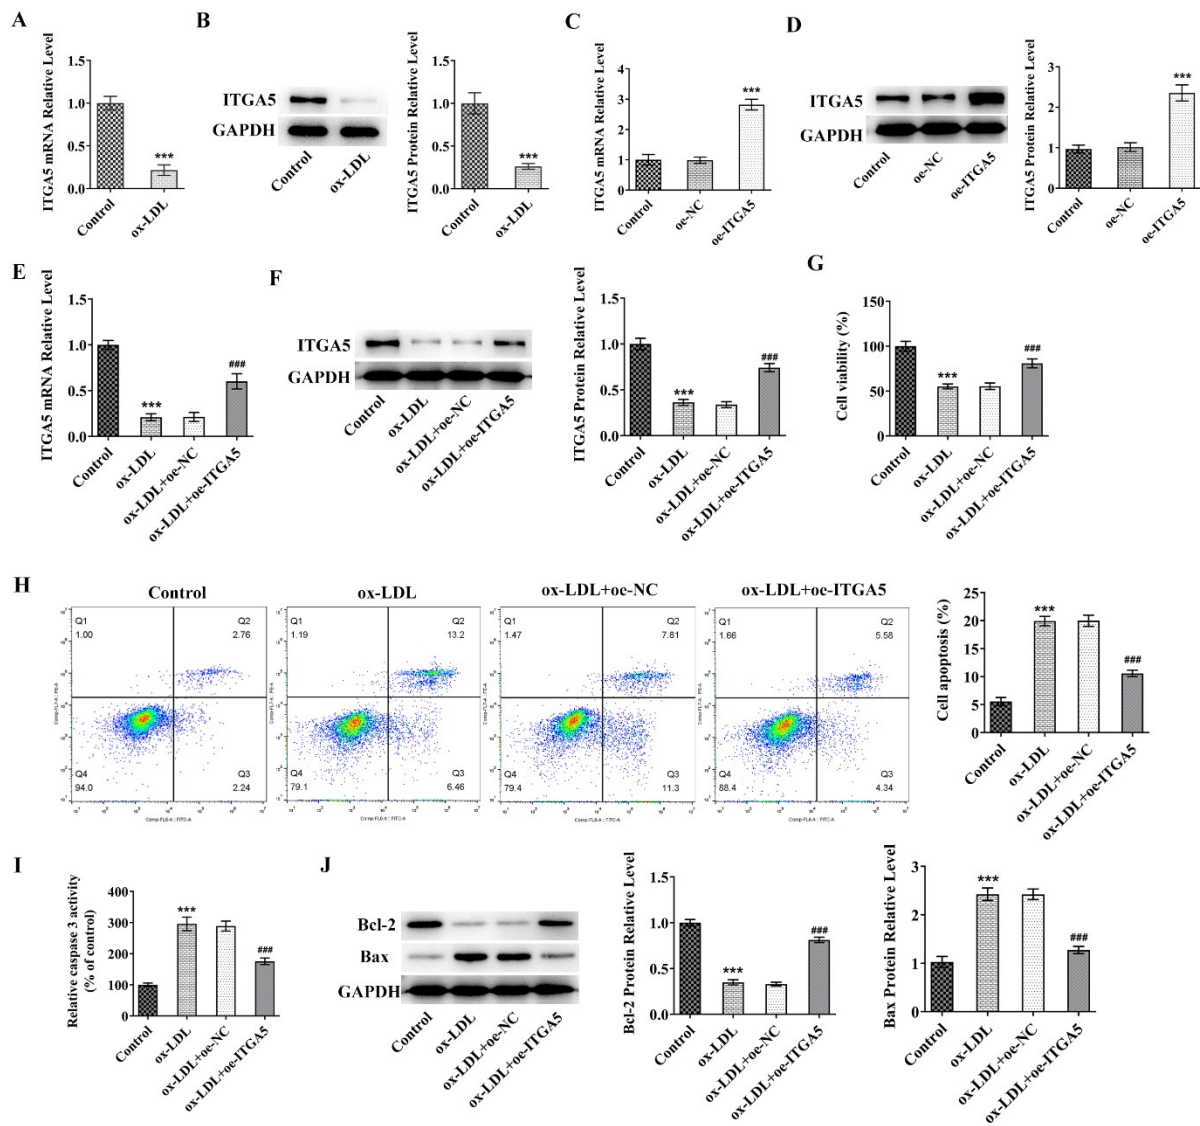 A
ITGA5 mRNA Relative Level
1.5
1.0
0.5
0.0
***
Control
ox-LDL
B
ITGA5
GAPDH
Control
ox-LDL
ITGA5 Protein Relative Level
1.5
1.0
0.5
0.0
***
Control
ox-LDL
C
ITGA5 mRNA Relative Level
4
3
2
1
0
***
Control
oe-NC
oe-ITGA5
D
ITGA5
GAPDH
Control
oe-NC
oe-ITGA5
ITGA5 Protein Relative Level
3
2
1
0
***
Control
oe-NC
oe-ITGA5
E
ITGA5 mRNA Relative Level
1.5
1.0
0.5
0.0
***
###
Control
ox-LDL
ox-LDL+oe-NC
ox-LDL+oe-ITGA5
F
ITGA5
GAPDH
Control
ox-LDL
ox-LDL+oe-NC
ox-LDL+oe-ITGA5
ITGA5 Protein Relative Level
1.5
1.0
0.5
0.0
***
###
Control
ox-LDL
ox-LDL+oe-NC
ox-LDL+oe-ITGA5
G
Cell viability (%)
150
100
50
0
***
###
Control
ox-LDL
ox-LDL+oe-NC
ox-LDL+oe-ITGA5
H
Control
Q1
1.00
Q2
2.76
Q4
94.0
Q3
2.24
Comp-FL6-A :: FITC-A
ox-LDL
Q1
1.19
Q2
13.2
Q4
79.1
Q3
6.46
Comp-FL6-A :: FITC-A
ox-LDL+oe-NC
Q1
1.47
Q2
7.81
Q4
79.4
Q3
11.3
Comp-FL6-A :: FITC-A
ox-LDL+oe-ITGA5
Q1
1.66
Q2
5.58
Q4
88.4
Q3
4.34
Comp-FL6-A :: FITC-A
Cell apoptosis (%)
25
20
15
10
5
0
***
###
Control
ox-LDL
ox-LDL+oe-NC
ox-LDL+oe-ITGA5
I
Relative caspase 3 activity
(% of control)
400
300
200
100
0
***
###
Control
ox-LDL
ox-LDL+oe-NC
ox-LDL+oe-ITGA5
J
Bcl-2
Bax
GAPDH
Control
ox-LDL
ox-LDL+oe-NC
ox-LDL+oe-ITGA5
Bcl-2 Protein Relative Level
1.5
1.0
0.5
0.0
***
###
Control
ox-LDL
ox-LDL+oe-NC
ox-LDL+oe-ITGA5
Bax Protein Relative Level
3
2
1
0
***
###
Control
ox-LDL
ox-LDL+oe-NC
ox-LDL+oe-ITGA5